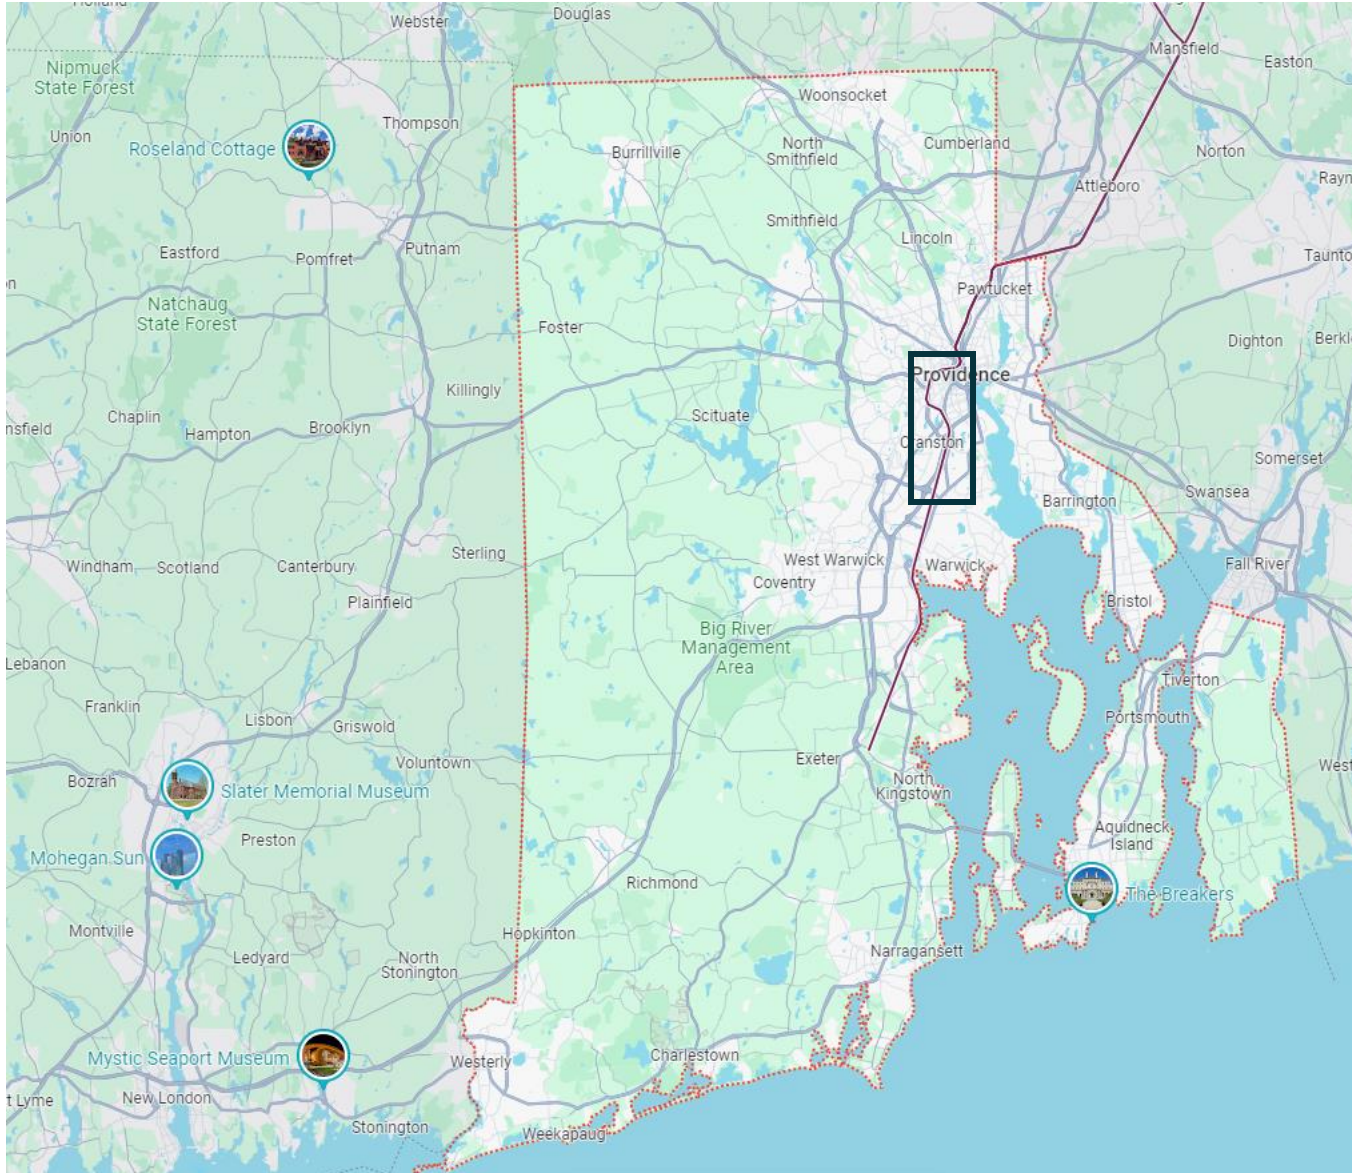 Holland
Webster
Douglas
Mansfield
Easton
Nipmuck
State Forest
Woonsocket
Thompson
Union
Roseland Cottage
Burrillville
North
Smithfield
Cumberland
Norton
Rayn
Attleboro
Smithfield
Lincoln
Eastford
Pomfret
Putnam
Taunto
on
Pawtucket
Natchaug
State Forest
Foster
Dighton
Berkl
Providence
Killingly
Chaplin
Scituate
nsfield
Hampton
Brooklyn
Cranston
Somerset
Barrington
Swansea
Sterling
West Warwick
Warwick
Fall River
Windham
Scotland
Canterbury
Coventry
Plainfield
Bristol
Big River
Management
Area
Lebanon
Tiverton
Franklin
Lisbon
Griswold
Portsmouth
Voluntown
Exeter
West
Bozrah
Slater Memorial Museum
North
Kingstown
Preston
Aquidneck
Island
Mohegan Sun
Richmond
The Breakers
Montville
Hopkinton
Ledyard
North
Stonington
Narragansett
Mystic Seaport Museum
Westerly
Charlestown
t Lyme
New London
Stonington
Weekapaug